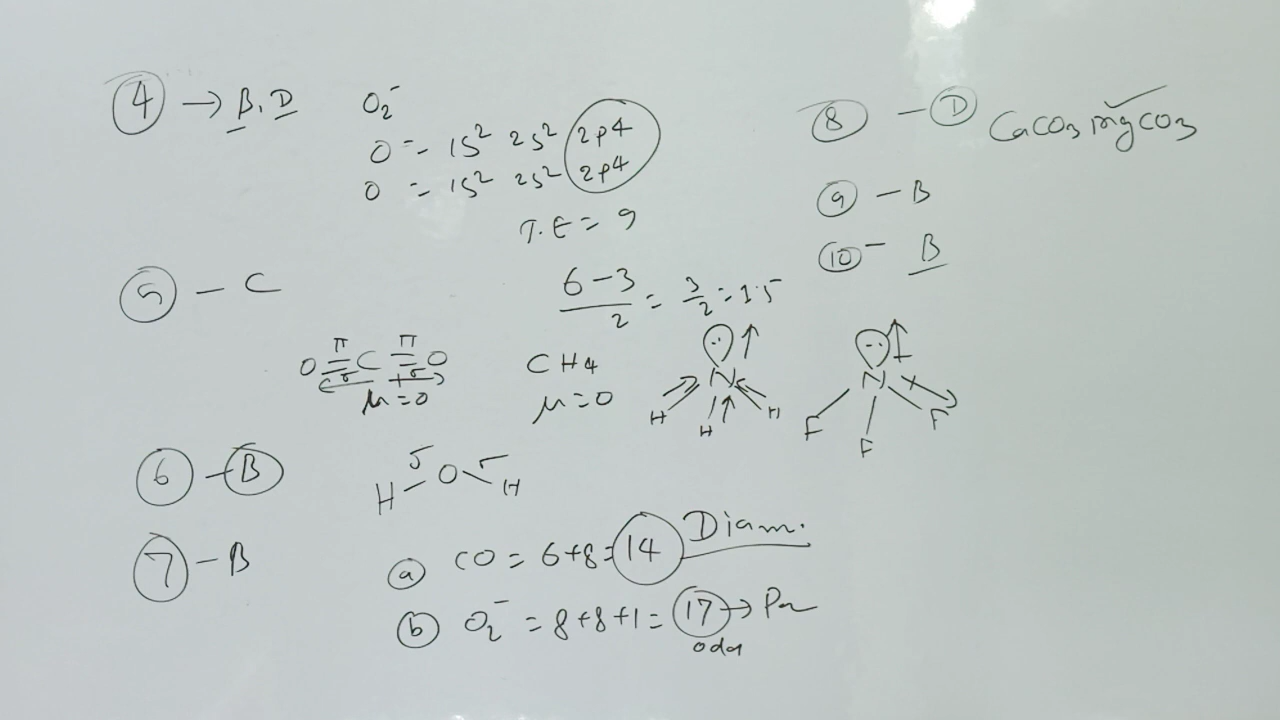 4 → B, D O₂⁻
O = 1s² 2s² 2p4
O = 1s² 2s² 2p4
T.E = 9
5 - C
6-3/2 = 3/2 = 1.5
π π
O = C = O
σ σ
μ = 0
CH4
μ = 0
N
H H H
N
F F F
6 - B
H O H
7 - B
a CO = 6+8 = 14 Diam.
b O₂⁻ = 8+8+1 = 17 → Pa
odd
8 - D CaCO3 MgCO3
9 - B
10 - B